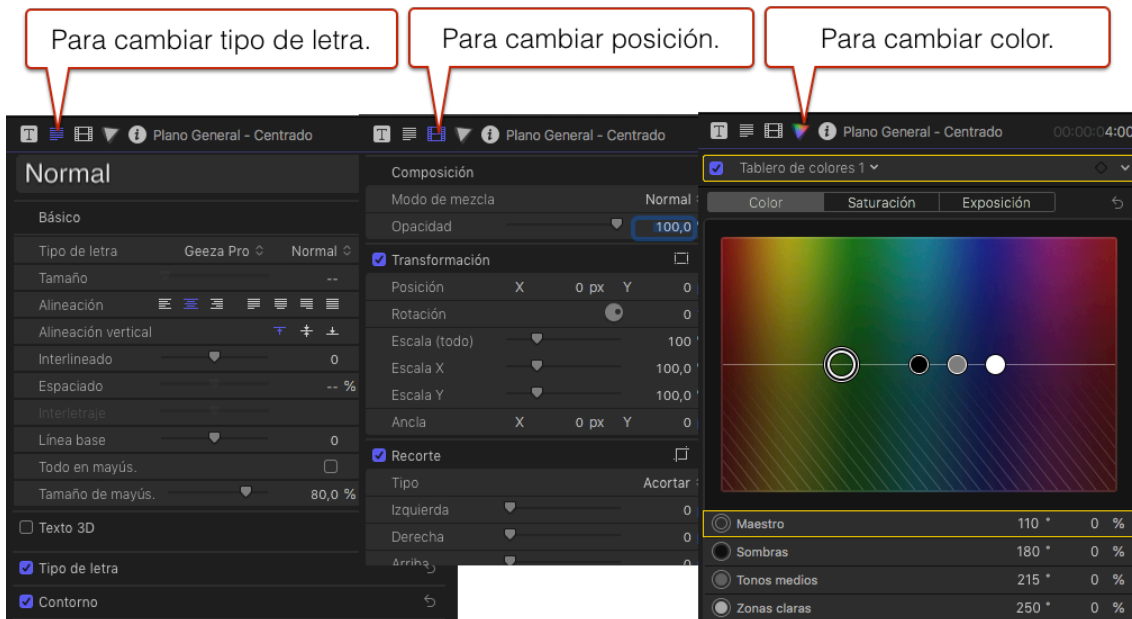 Para cambiar tipo de letra.
Para cambiar posición.
Para cambiar color.
T i Plano General - Centrado
Normal
Básico
Tipo de letra Geeza Pro Normal
Tamaño --
Alineación
Alineación vertical
Interlineado 0
Espaciado -- %
Interletraje
Línea base 0
Todo en mayús.
Tamaño de mayús. 80,0 %
Texto 3D
Tipo de letra
Contorno
T i Plano General - Centrado
Composición
Modo de mezcla Normal
Opacidad 100,0
Transformación
Posición X 0 px Y 0
Rotación 0
Escala (todo) 100
Escala X 100,0
Escala Y 100,0
Ancla X 0 px Y 0
Recorte
Tipo Acortar
Izquierda 0
Derecha 0
Arriba 0
T i Plano General - Centrado 00:00:04:00
Tablero de colores 1
Color Saturación Exposición
Maestro 110 ° 0 %
Sombras 180 ° 0 %
Tonos medios 215 ° 0 %
Zonas claras 250 ° 0 %